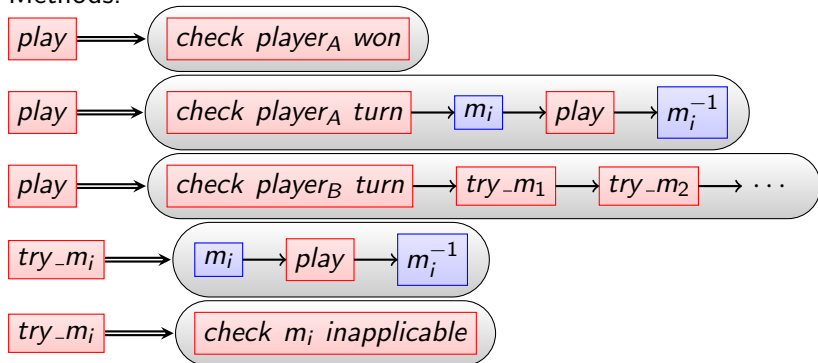 Methods:
play check player_A won
play check player_A turn m_i play m_i^{-1}
play check player_B turn try_m_1 try_m_2 ...
try_m_i m_i play m_i^{-1}
try_m_i check m_i inapplicable